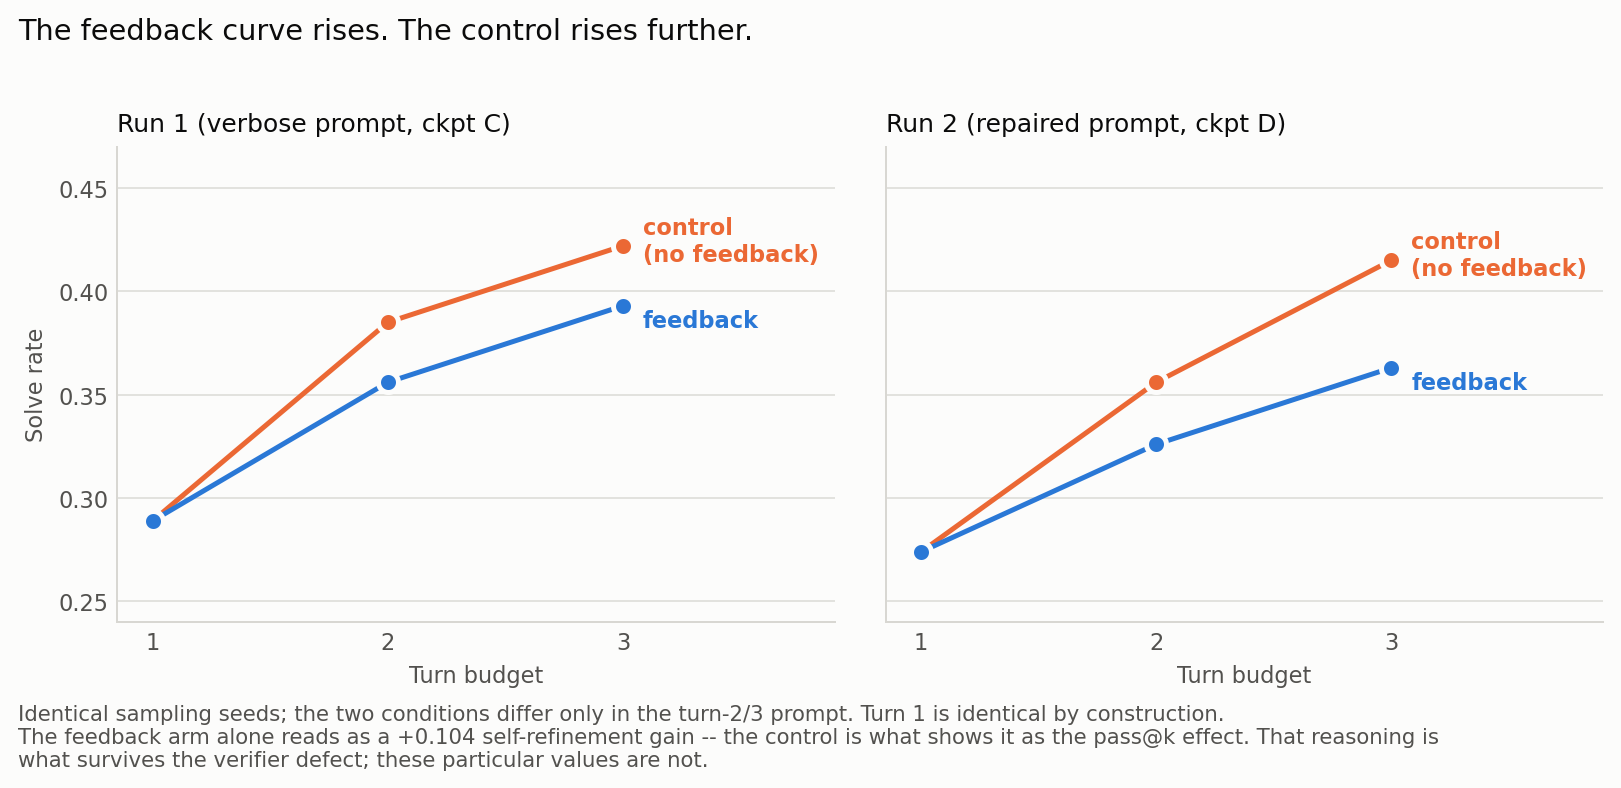 The feedback curve rises. The control rises further.
Run 1 (verbose prompt, ckpt C)
0.45
0.40
0.35
0.30
0.25
Solve rate
control
(no feedback)
feedback
1 2 3
Turn budget
Run 2 (repaired prompt, ckpt D)
control
(no feedback)
feedback
1 2 3
Turn budget
Identical sampling seeds; the two conditions differ only in the turn-2/3 prompt. Turn 1 is identical by construction.
The feedback arm alone reads as a +0.104 self-refinement gain -- the control is what shows it as the pass@k effect. That reasoning is
what survives the verifier defect; these particular values are not.